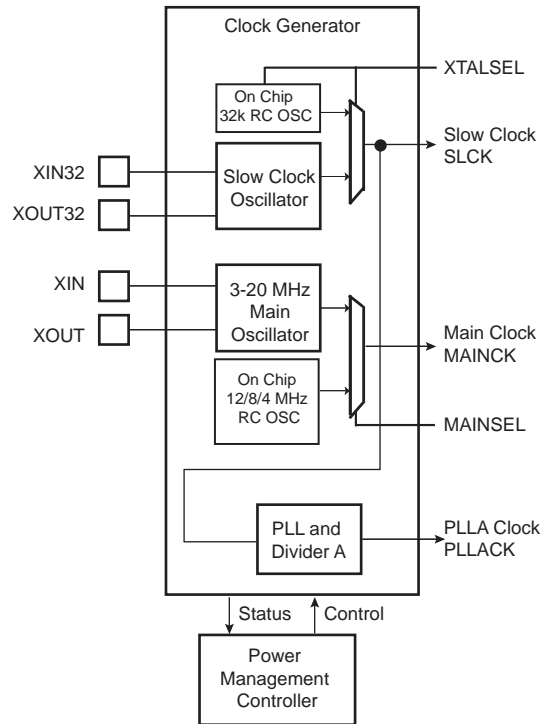 Clock Generator
XTALSEL
On Chip
32k RC OSC
Slow Clock
SLCK
XIN32
Slow Clock
Oscillator
XOUT32
XIN
3-20 MHz
Main
Oscillator
XOUT
Main Clock
MAINCK
On Chip
12/8/4 MHz
RC OSC
MAINSEL
PLL and
Divider A
PLLA Clock
PLLACK
Status
Control
Power
Management
Controller